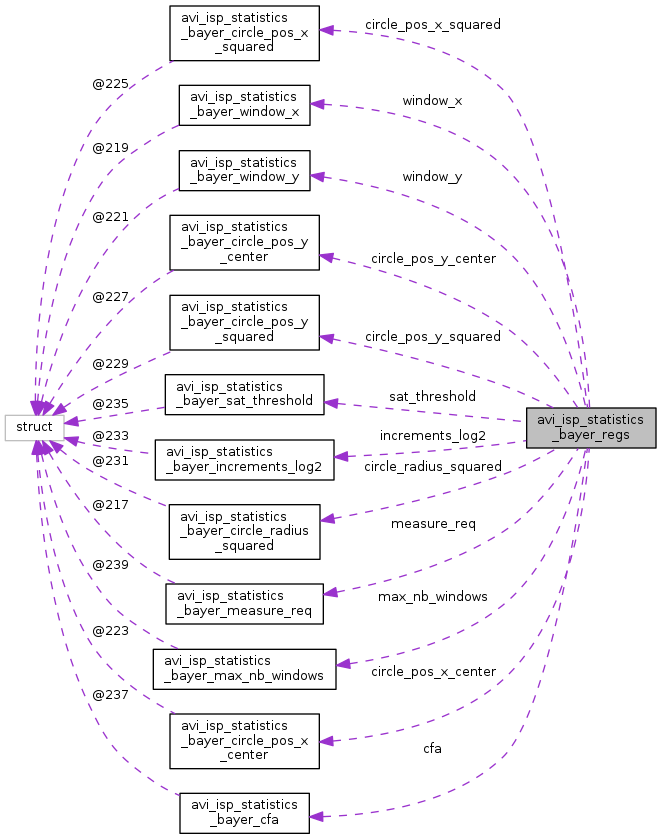 avi_isp_statistics
_bayer_circle_pos_x
_squared
circle_pos_x_squared
@225
avi_isp_statistics
_bayer_window_x
window_x
@219
avi_isp_statistics
_bayer_window_y
window_y
@221
avi_isp_statistics
_bayer_circle_pos_y
_center
circle_pos_y_center
@227
avi_isp_statistics
_bayer_circle_pos_y
_squared
circle_pos_y_squared
@229
avi_isp_statistics
_bayer_sat_threshold
sat_threshold
@235
struct
avi_isp_statistics
_bayer_regs
@233
avi_isp_statistics
_bayer_increments_log2
increments_log2
@231
avi_isp_statistics
_bayer_circle_radius
_squared
circle_radius_squared
@217
avi_isp_statistics
_bayer_measure_req
measure_req
@239
avi_isp_statistics
_bayer_max_nb_windows
max_nb_windows
@223
avi_isp_statistics
_bayer_circle_pos_x
_center
circle_pos_x_center
@237
avi_isp_statistics
_bayer_cfa
cfa